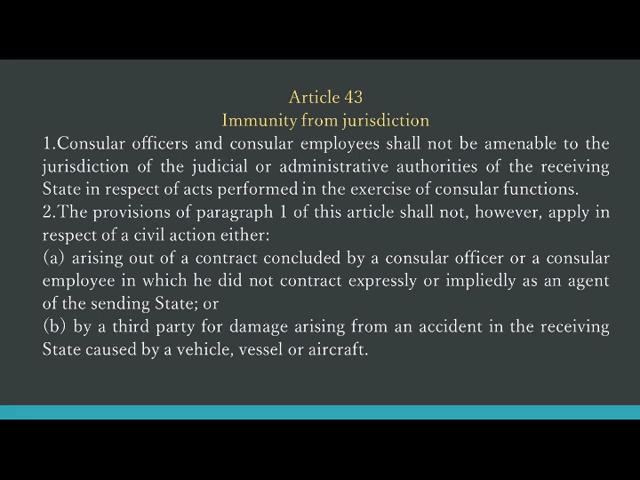 Article 43
Immunity from jurisdiction
1.Consular officers and consular employees shall not be amenable to the
jurisdiction of the judicial or administrative authorities of the receiving
State in respect of acts performed in the exercise of consular functions.
2.The provisions of paragraph 1 of this article shall not, however, apply in
respect of a civil action either:
(a) arising out of a contract concluded by a consular officer or a consular
employee in which he did not contract expressly or impliedly as an agent
of the sending State; or
(b) by a third party for damage arising from an accident in the receiving
State caused by a vehicle, vessel or aircraft.